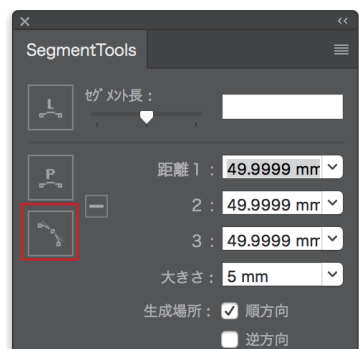 SegmentTools
L
ｾｸﾞﾒﾝﾄ長：
P
距離 1：49.9999 mm
2：49.9999 mm
3：49.9999 mm
大きさ：5 mm
生成場所：順方向
逆方向